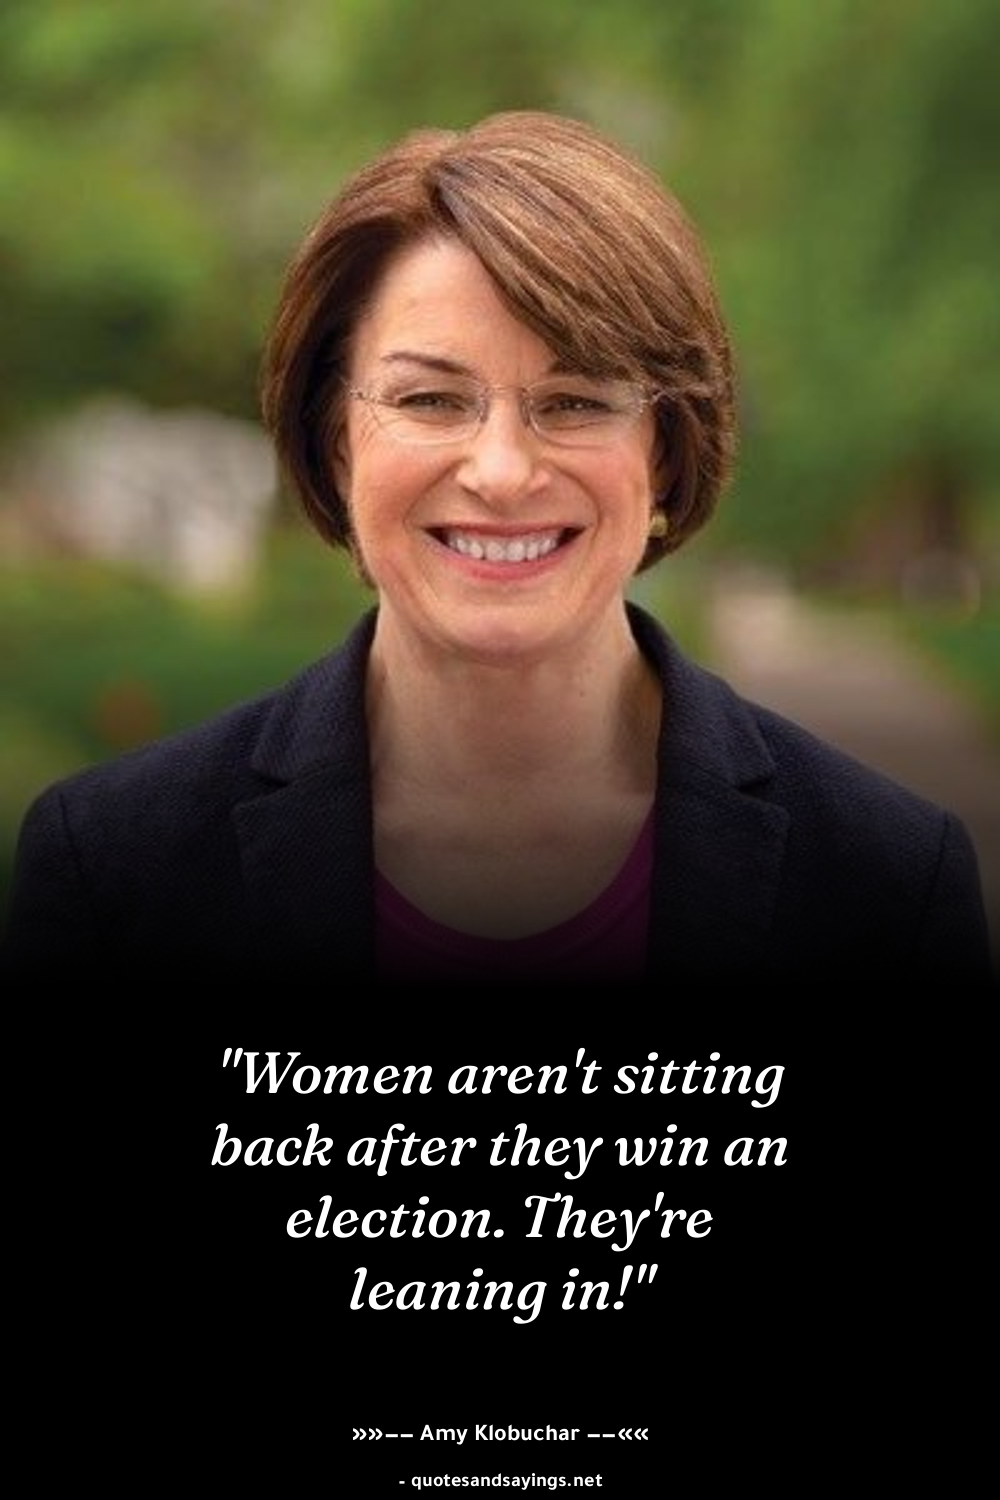 "Women aren't sitting
back after they win an
election. They're
leaning in!"
»»–– Amy Klobuchar ––««
- quotesandsayings.net